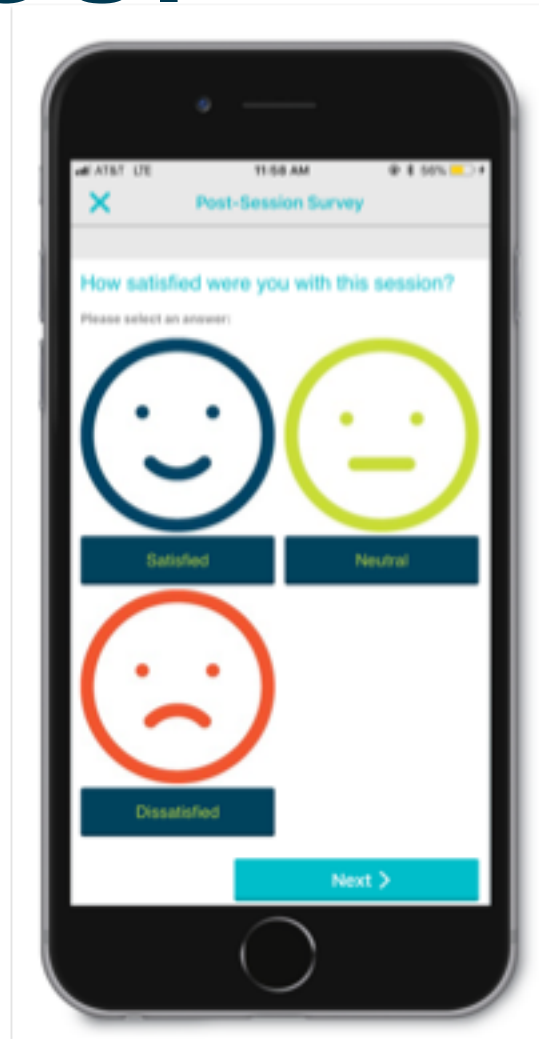 AT&T LTE 11:58 AM 56%
Post-Session Survey
How satisfied were you with this session?
Please select an answer:
Satisfied Neutral
Dissatisfied
Next